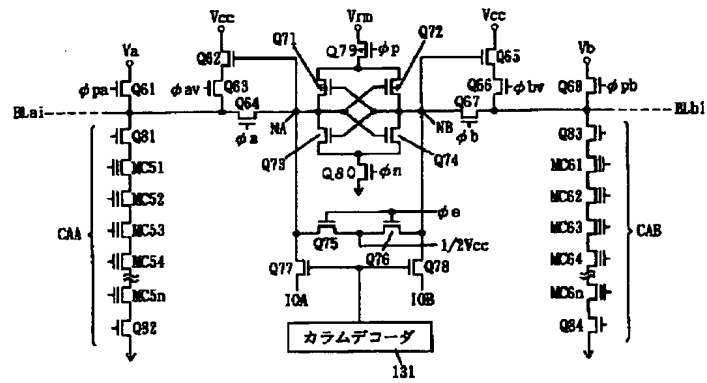 Va
Vcc
Vrm
Vcc
Vb
Q62
Q71
Q79
φp
Q72
Q65
φpa
Q61
φav
Q63
Q66
φbv
Q68
φpb
BLai
Q64
NA
NB
Q67
BLbi
φa
φb
Q81
Q73
Q74
Q83
Q80
φn
MC51
MC61
MC52
MC62
φe
CAA
MC53
Q75
Q76
1/2Vcc
MC63
CAB
MC54
Q77
Q78
MC64
MC5n
IOA
IOB
MC6n
Q82
カラムデコーダ
Q84
131